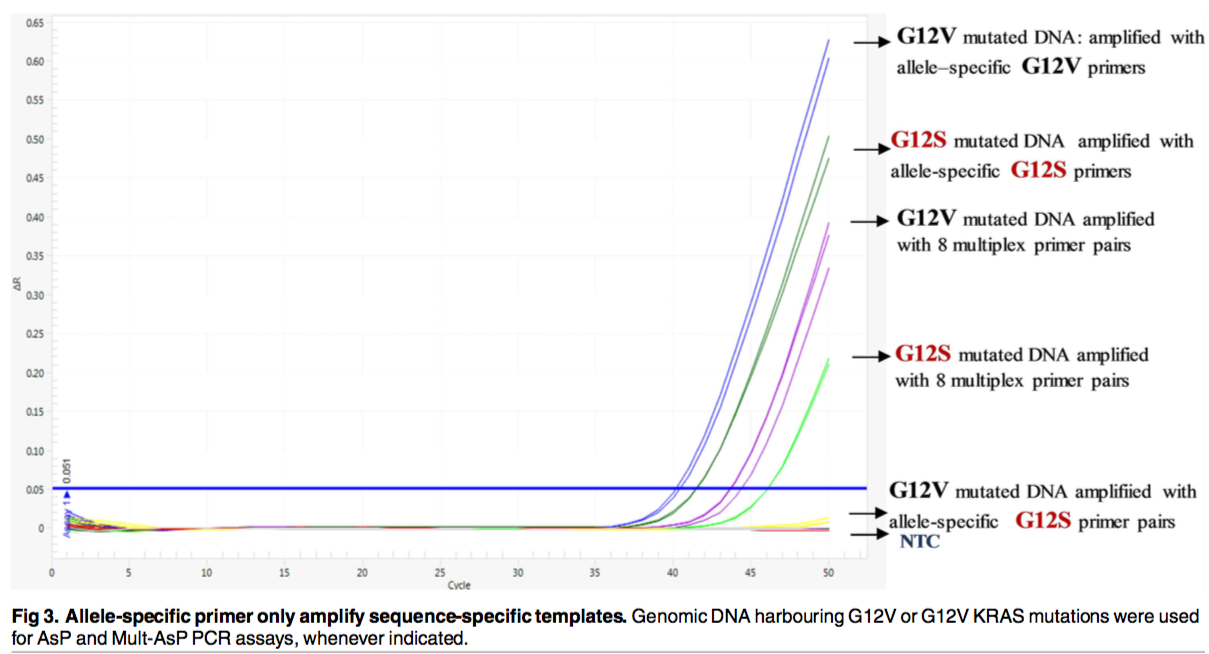 0.65
0.60
0.55
0.50
0.45
0.40
0.35
0.30
0.25
0.20
0.15
0.10
0.05
0
ΔR
0.051
0
5
10
15
20
25
30
35
40
45
50
Cycle
G12V mutated DNA: amplified with
allele–specific G12V primers
G12S mutated DNA amplified with
allele-specific G12S primers
G12V mutated DNA amplified
with 8 multiplex primer pairs
G12S mutated DNA amplified
with 8 multiplex primer pairs
G12V mutated DNA amplifiied with
allele-specific G12S primer pairs
NTC
Fig 3. Allele-specific primer only amplify sequence-specific templates. Genomic DNA harbouring G12V or G12V KRAS mutations were used
for AsP and Mult-AsP PCR assays, whenever indicated.